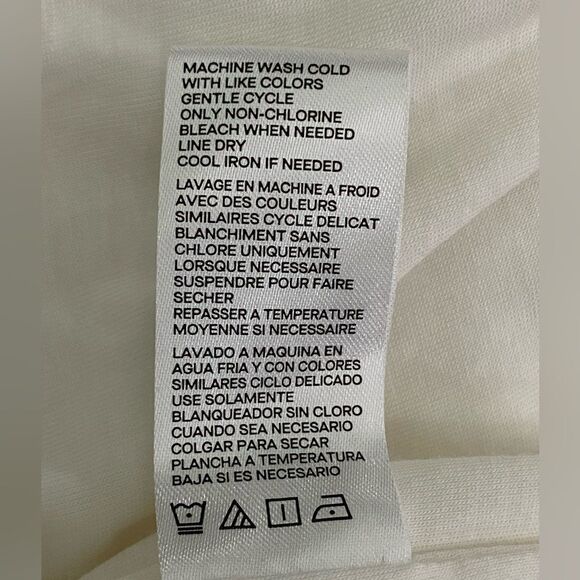 MACHINE WASH COLD
WITH LIKE COLORS
GENTLE CYCLE
ONLY NON-CHLORINE
BLEACH WHEN NEEDED
LINE DRY
COOL IRON IF NEEDED
LAVAGE EN MACHINE A FROID
AVEC DES COULEURS
SIMILAIRES CYCLE DELICAT
BLANCHIMENT SANS
CHLORE UNIQUEMENT
LORSQUE NECESSAIRE
SUSPENDRE POUR FAIRE
SECHER
REPASSER A TEMPERATURE
MOYENNE SI NECESSAIRE
LAVADO A MAQUINA EN
AGUA FRIA Y CON COLORES
SIMILARES CICLO DELICADO
USE SOLAMENTE
BLANQUEADOR SIN CLORO
CUANDO SEA NECESARIO
COLGAR PARA SECAR
PLANCHA A TEMPERATURA
BAJA SI ES NECESARIO